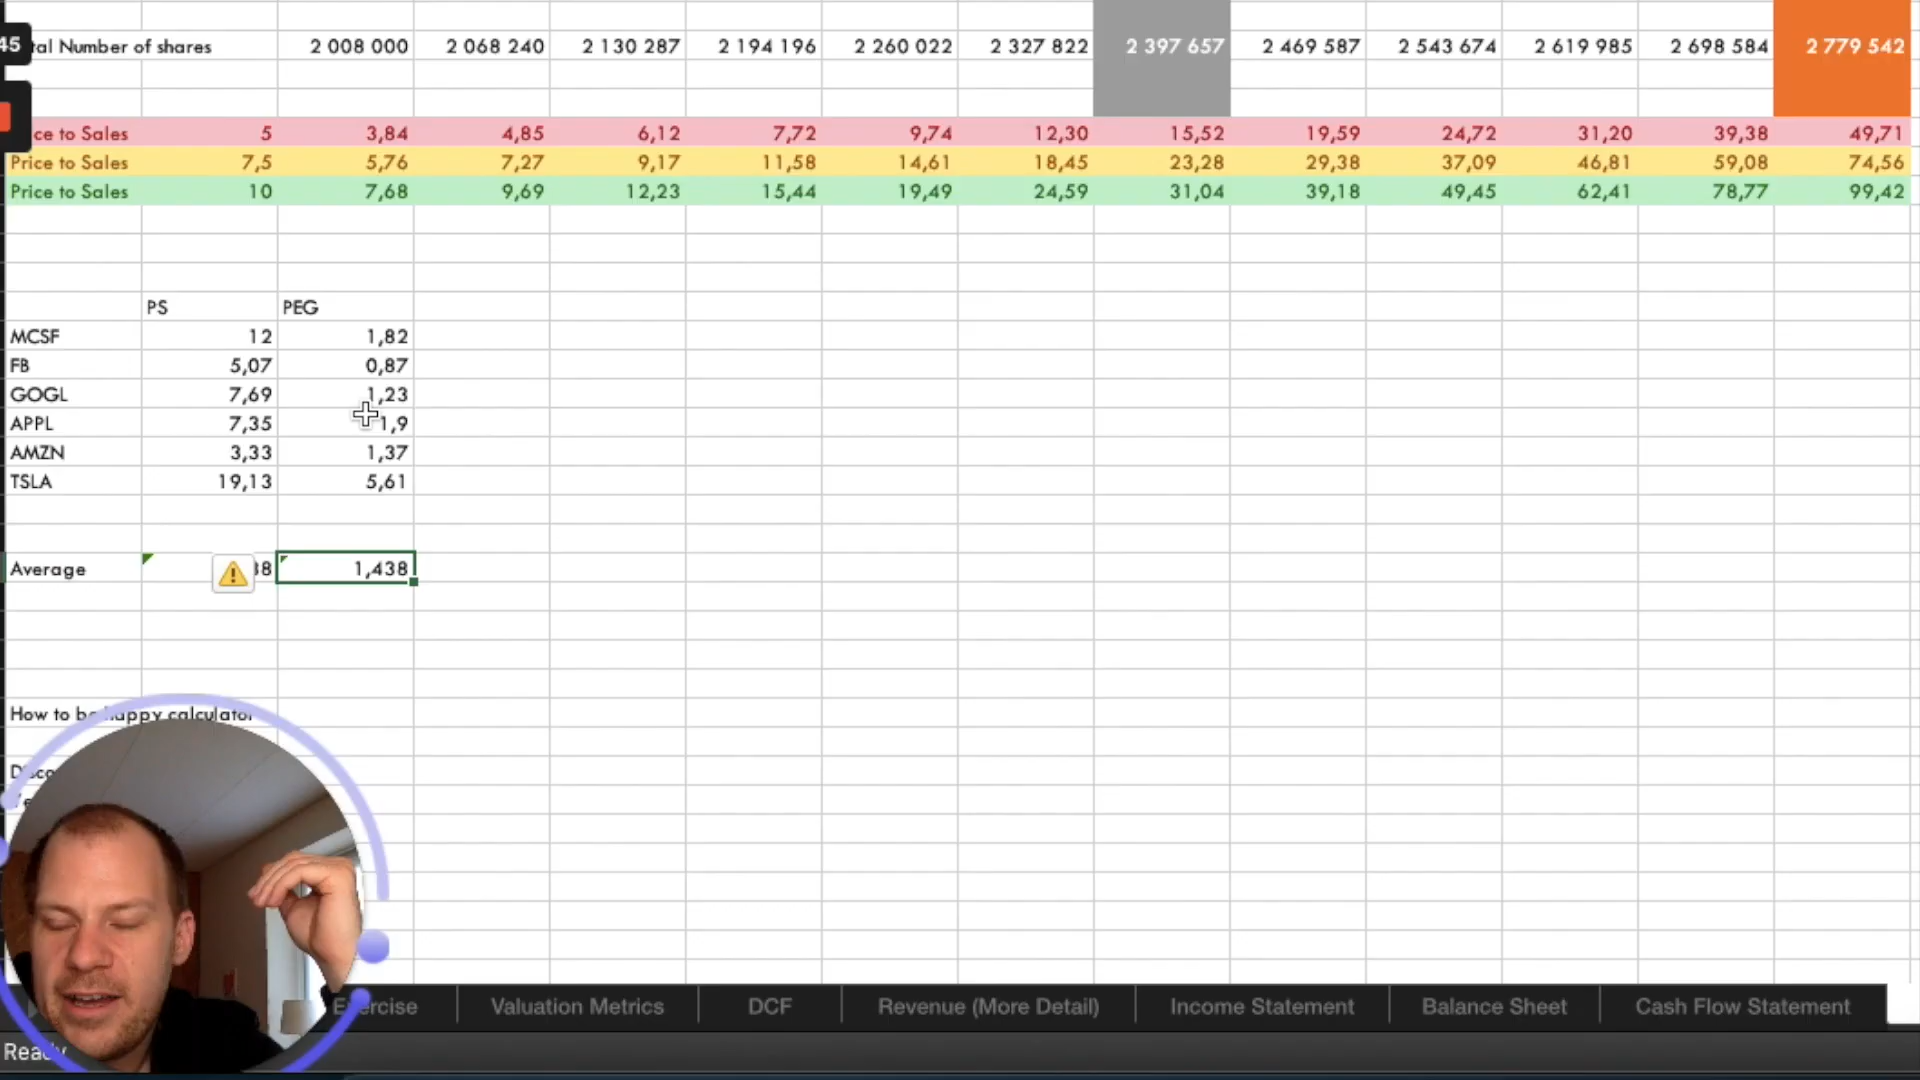 45
tal Number of shares 2 008 000 2 068 240 2 130 287 2 194 196 2 260 022 2 327 822 2 397 657 2 469 587 2 543 674 2 619 985 2 698 584 2 779 542
ce to Sales 5 3,84 4,85 6,12 7,72 9,74 12,30 15,52 19,59 24,72 31,20 39,38 49,71
Price to Sales 7,5 5,76 7,27 9,17 11,58 14,61 18,45 23,28 29,38 37,09 46,81 59,08 74,56
Price to Sales 10 7,68 9,69 12,23 15,44 19,49 24,59 31,04 39,18 49,45 62,41 78,77 99,42
PS PEG
MCSF 12 1,82
FB 5,07 0,87
GOGL 7,69 1,23
APPL 7,35 1,9
AMZN 3,33 1,37
TSLA 19,13 5,61
Average 38 1,438
How to be happy calculator
Disco
Exercise Valuation Metrics DCF Revenue (More Detail) Income Statement Balance Sheet Cash Flow Statement
Ready